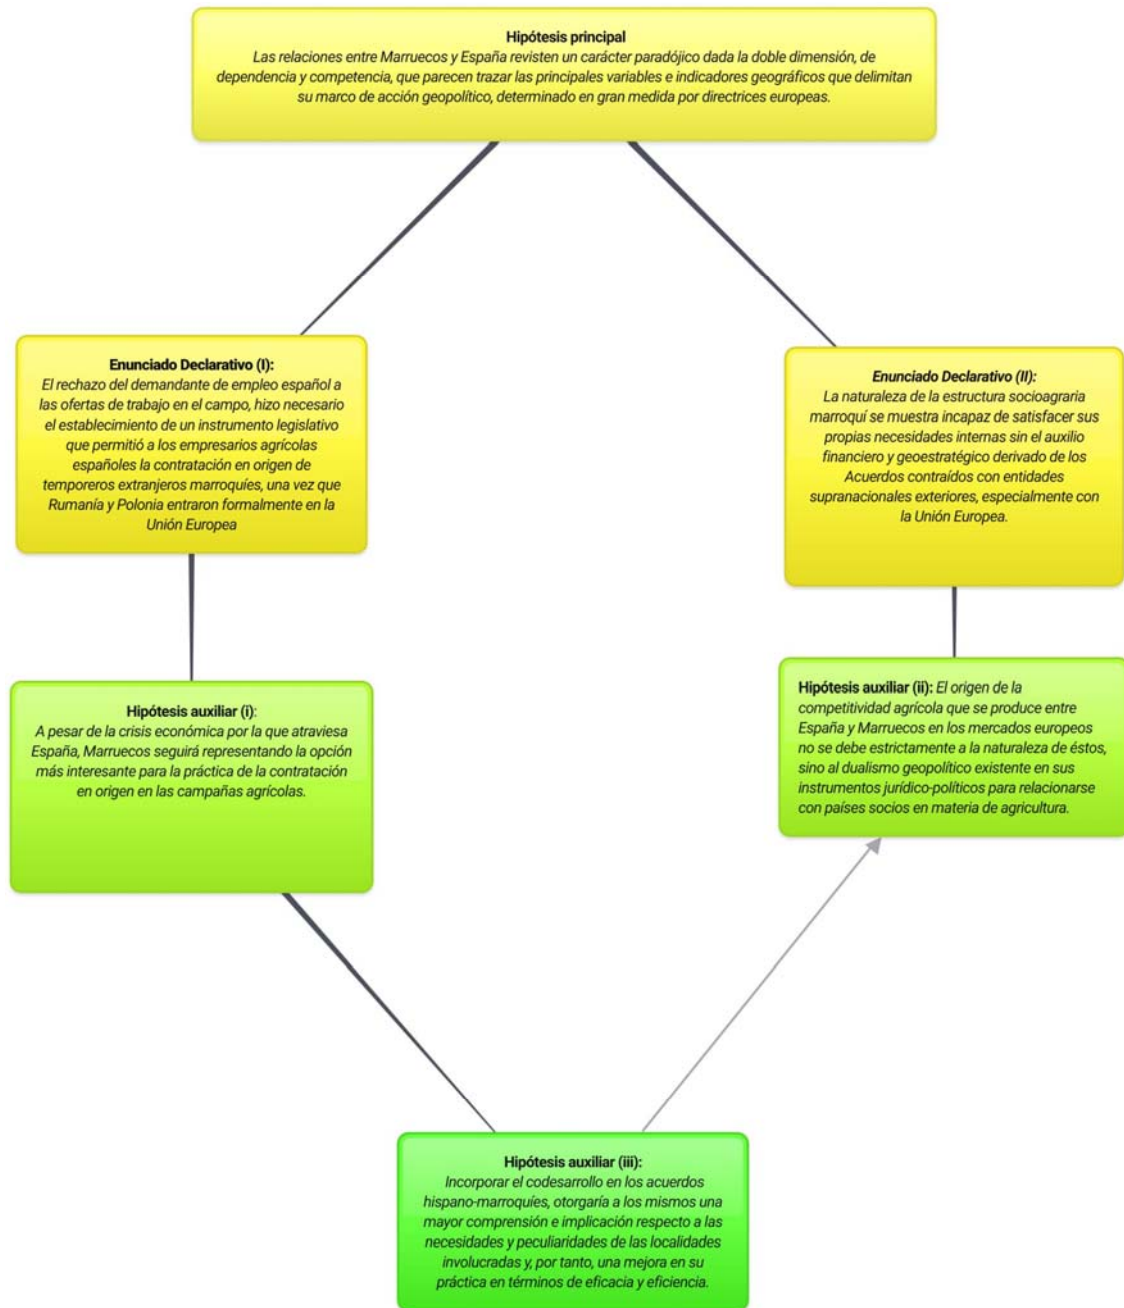 Hipótesis principal
Las relaciones entre Marruecos y España revisten un carácter paradójico dada la doble dimensión, de
dependencia y competencia, que parecen trazar las principales variables e indicadores geográficos que delimitan
su marco de acción geopolítico, determinado en gran medida por directrices europeas.
Enunciado Declarativo (I):
El rechazo del demandante de empleo español a
las ofertas de trabajo en el campo, hizo necesario
el establecimiento de un instrumento legislativo
que permitió a los empresarios agrícolas
españoles la contratación en origen de
temporeros extranjeros marroquíes, una vez que
Rumanía y Polonia entraron formalmente en la
Unión Europea
Enunciado Declarativo (II):
La naturaleza de la estructura socioagraria
marroquí se muestra incapaz de satisfacer sus
propias necesidades internas sin el auxilio
financiero y geoestratégico derivado de los
Acuerdos contraídos con entidades
supranacionales exteriores, especialmente con
la Unión Europea.
Hipótesis auxiliar (i):
A pesar de la crisis económica por la que atraviesa
España, Marruecos seguirá representando la opción
más interesante para la práctica de la contratación
en origen en las campañas agrícolas.
Hipótesis auxiliar (ii): El origen de la
competitividad agrícola que se produce entre
España y Marruecos en los mercados europeos
no se debe estrictamente a la naturaleza de éstos,
sino al dualismo geopolítico existente en sus
instrumentos jurídico-políticos para relacionarse
con países socios en materia de agricultura.
Hipótesis auxiliar (iii):
Incorporar el codesarrollo en los acuerdos
hispano-marroquíes, otorgaría a los mismos una
mayor comprensión e implicación respecto a las
necesidades y peculiaridades de las localidades
involucradas y, por tanto, una mejora en su
práctica en términos de eficacia y eficiencia.